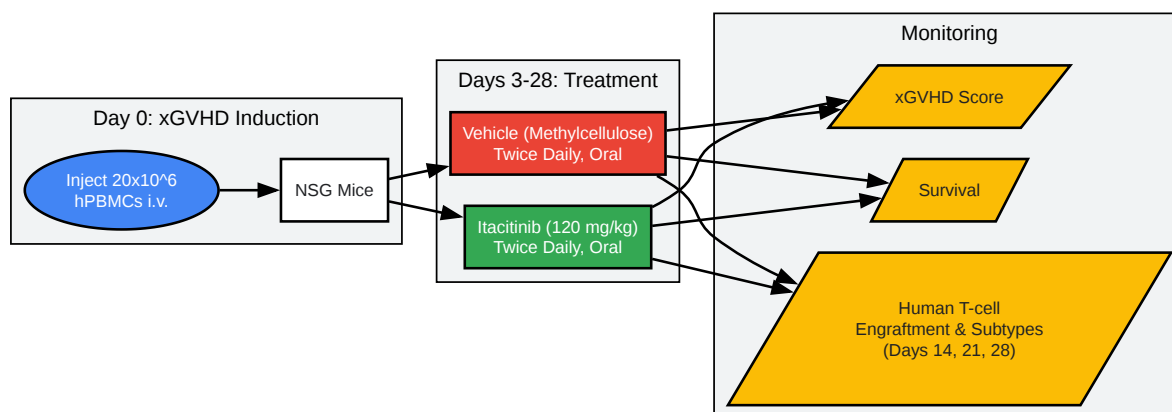 Day 0: xGVHD Induction
Inject 20x10^6
hPBMCs i.v.
NSG Mice
Days 3-28: Treatment
Vehicle (Methylcellulose)
Twice Daily, Oral
Itacitinib (120 mg/kg)
Twice Daily, Oral
Monitoring
xGVHD Score
Survival
Human T-cell
Engraftment & Subtypes
(Days 14, 21, 28)